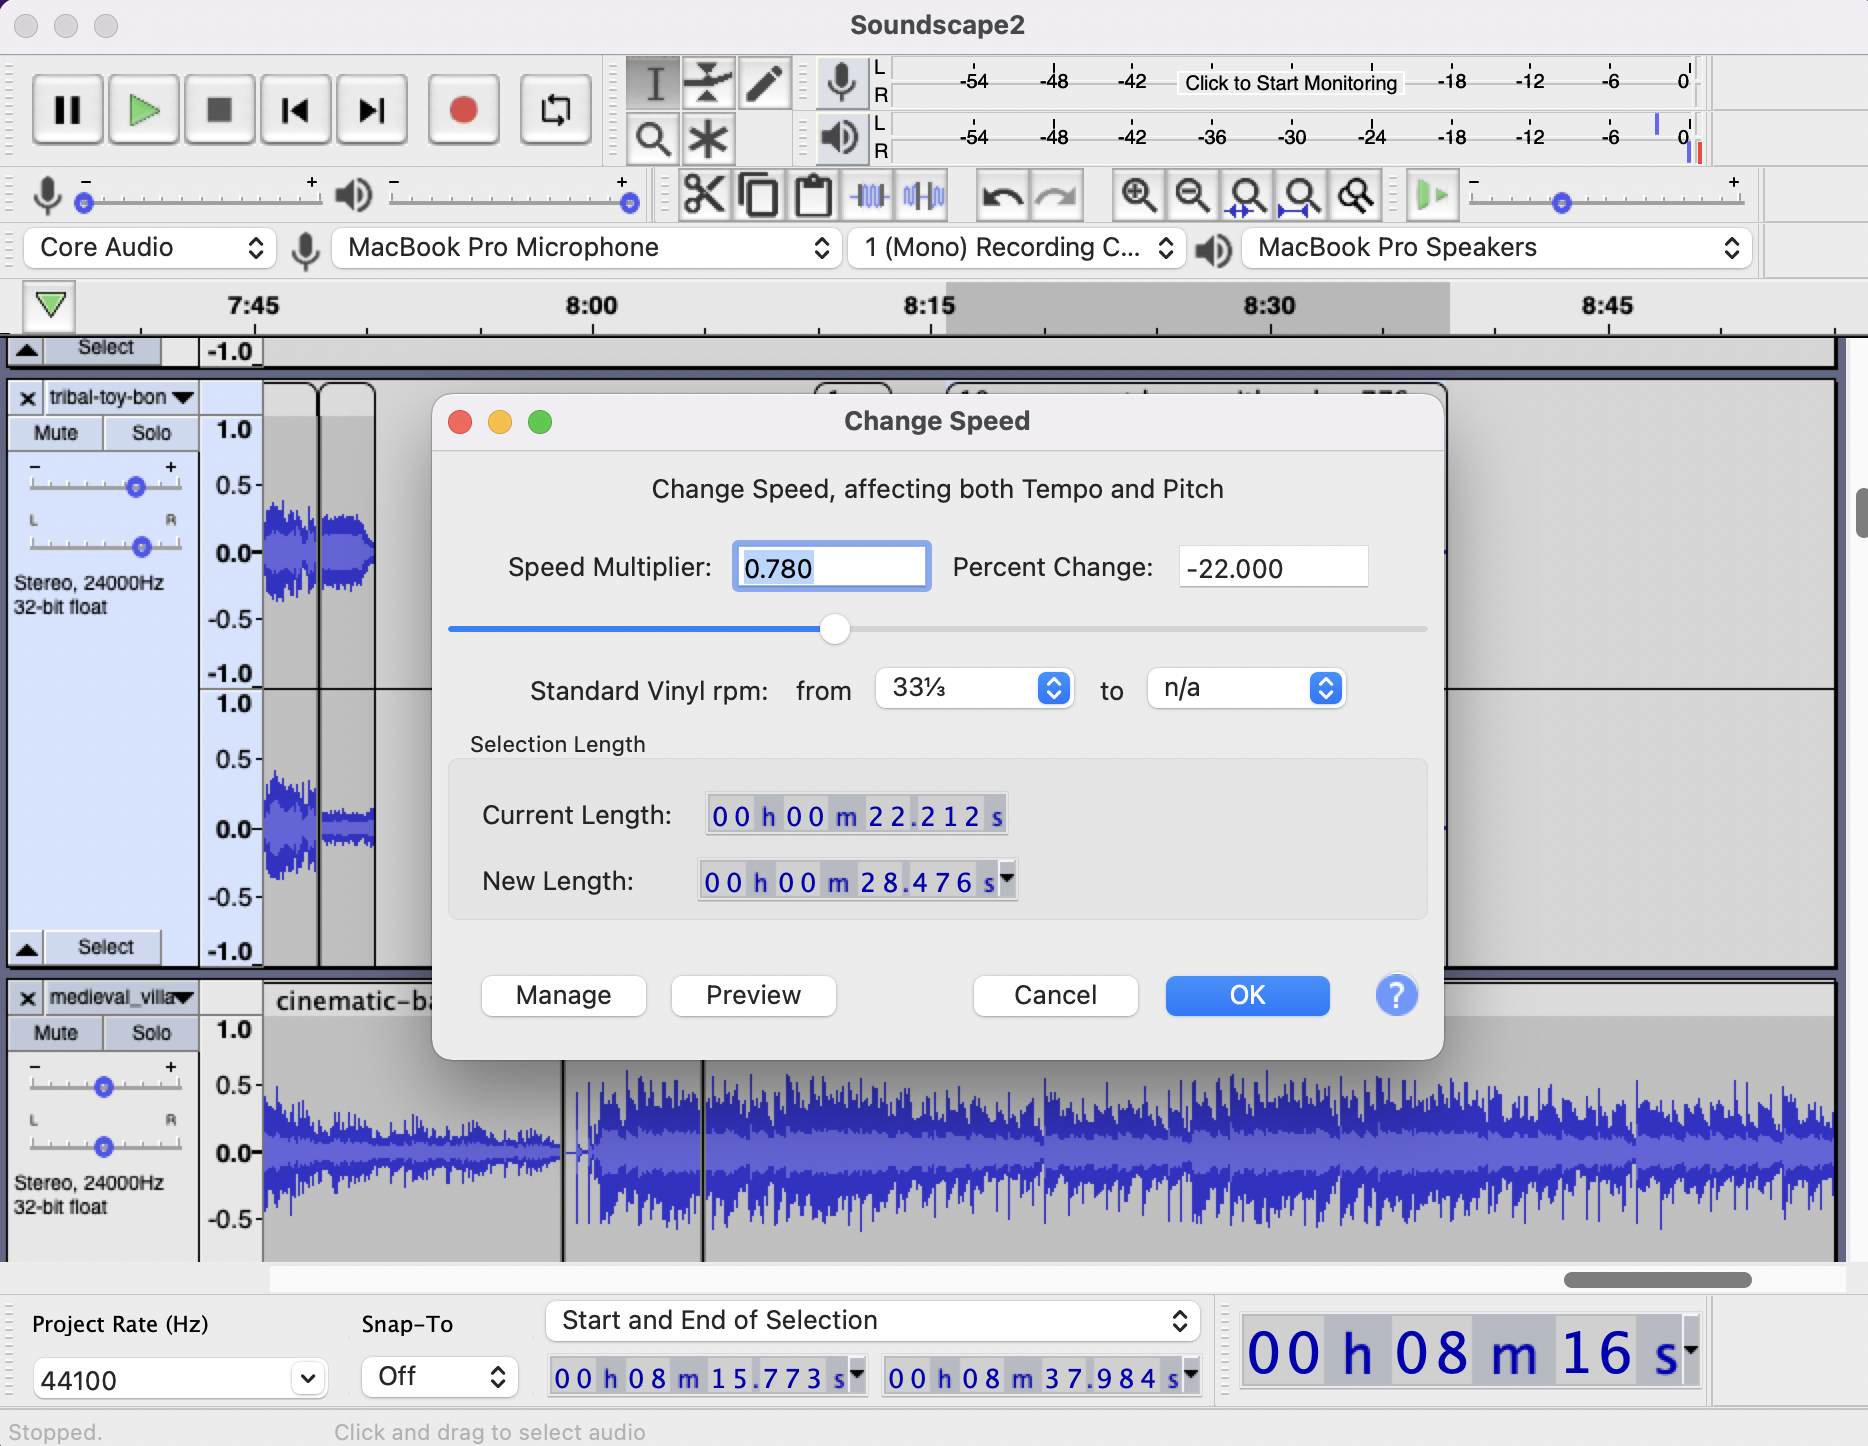 Soundscape2
L
R
-54 -48 -42 Click to Start Monitoring -18 -12 -6 0
L
R
-54 -48 -42 -36 -30 -24 -18 -12 -6 0
- + - + - +
Core Audio MacBook Pro Microphone 1 (Mono) Recording C... MacBook Pro Speakers
7:45 8:00 8:15 8:30 8:45
Select -1.0
tribal-toy-bon
Mute Solo 1.0
- + 0.5
L R
0.0
Stereo, 24000Hz
32-bit float
-0.5
-1.0
1.0
0.5
0.0
-0.5
Select -1.0
Change Speed
Change Speed, affecting both Tempo and Pitch
Speed Multiplier: 0.780 Percent Change: -22.000
Standard Vinyl rpm: from 33⅓ to n/a
Selection Length
Current Length: 00 h 00 m 22.212 s
New Length: 00 h 00 m 28.476 s
Manage Preview Cancel OK ?
medieval_villa cinematic-ba
Mute Solo 1.0
- + 0.5
L R
0.0
Stereo, 24000Hz
32-bit float
-0.5
Project Rate (Hz) Snap-To Start and End of Selection
44100 Off 00 h 08 m 15.773 s 00 h 08 m 37.984 s 00 h 08 m 16 s
Stopped. Click and drag to select audio